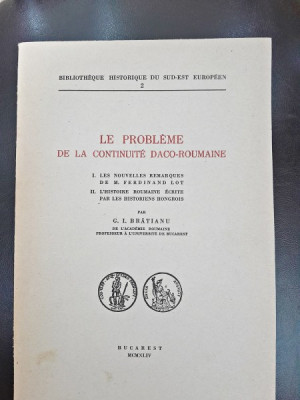 BIBLIOTHÈQUE HISTORIQUE DU SUD-EST EUROPÉEN
2
LE PROBLÈME
DE LA CONTINUITÉ DACO-ROUMAINE
I. LES NOUVELLES REMARQUES
DE M. FERDINAND LOT
II. L'HISTOIRE ROUMAINE ÉCRITE
PAR LES HISTORIENS HONGROIS
PAR
G. I. BRĂTIANU
DE L'ACADÉMIE ROUMAINE
PROFESSEUR À L'UNIVERSITÉ DE BUCAREST
BUCAREST
MCMXLIV